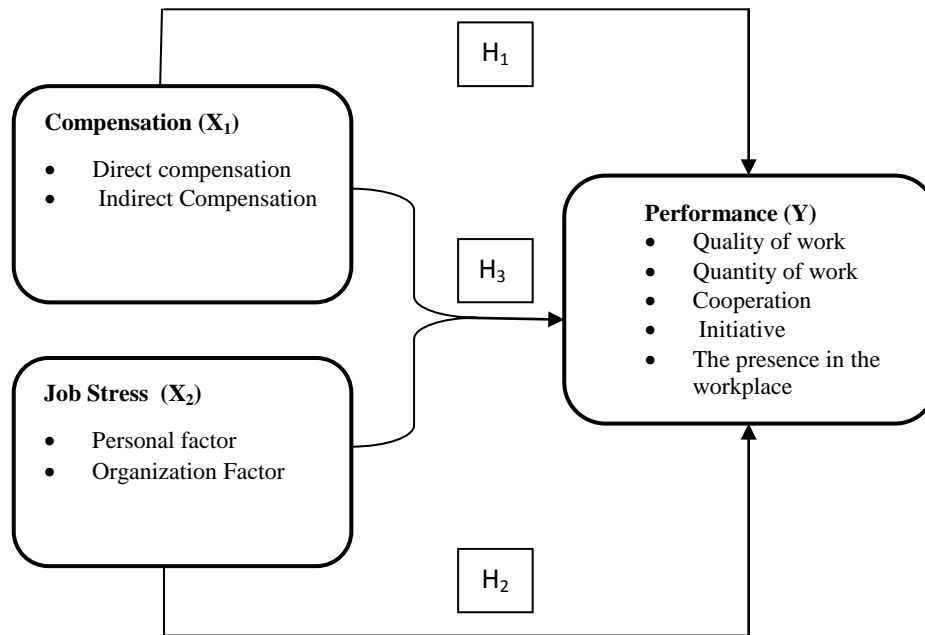 H₁
Compensation (X₁)
• Direct compensation
• Indirect Compensation
Performance (Y)
• Quality of work
• Quantity of work
• Cooperation
• Initiative
• The presence in the
workplace
H₃
Job Stress (X₂)
• Personal factor
• Organization Factor
H₂